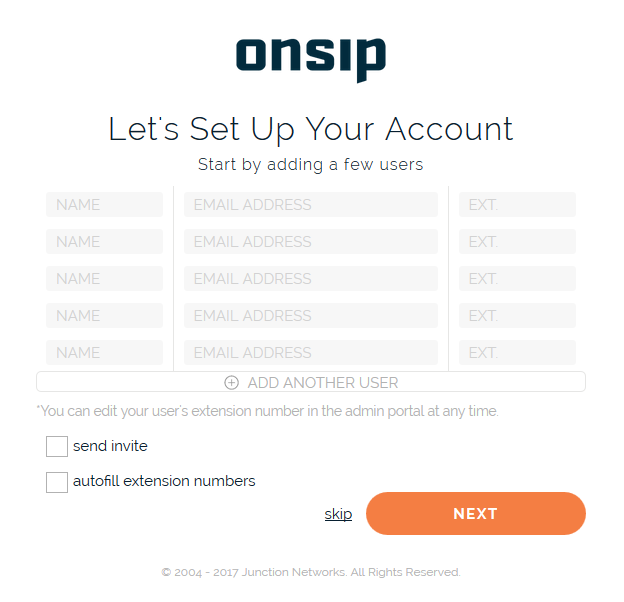 onsip
Let's Set Up Your Account
Start by adding a few users
NAME EMAIL ADDRESS EXT.
NAME EMAIL ADDRESS EXT.
NAME EMAIL ADDRESS EXT.
NAME EMAIL ADDRESS EXT.
NAME EMAIL ADDRESS EXT.
ADD ANOTHER USER
*You can edit your user's extension number in the admin portal at any time.
send invite
autofill extension numbers
skip NEXT
© 2004 - 2017 Junction Networks. All Rights Reserved.